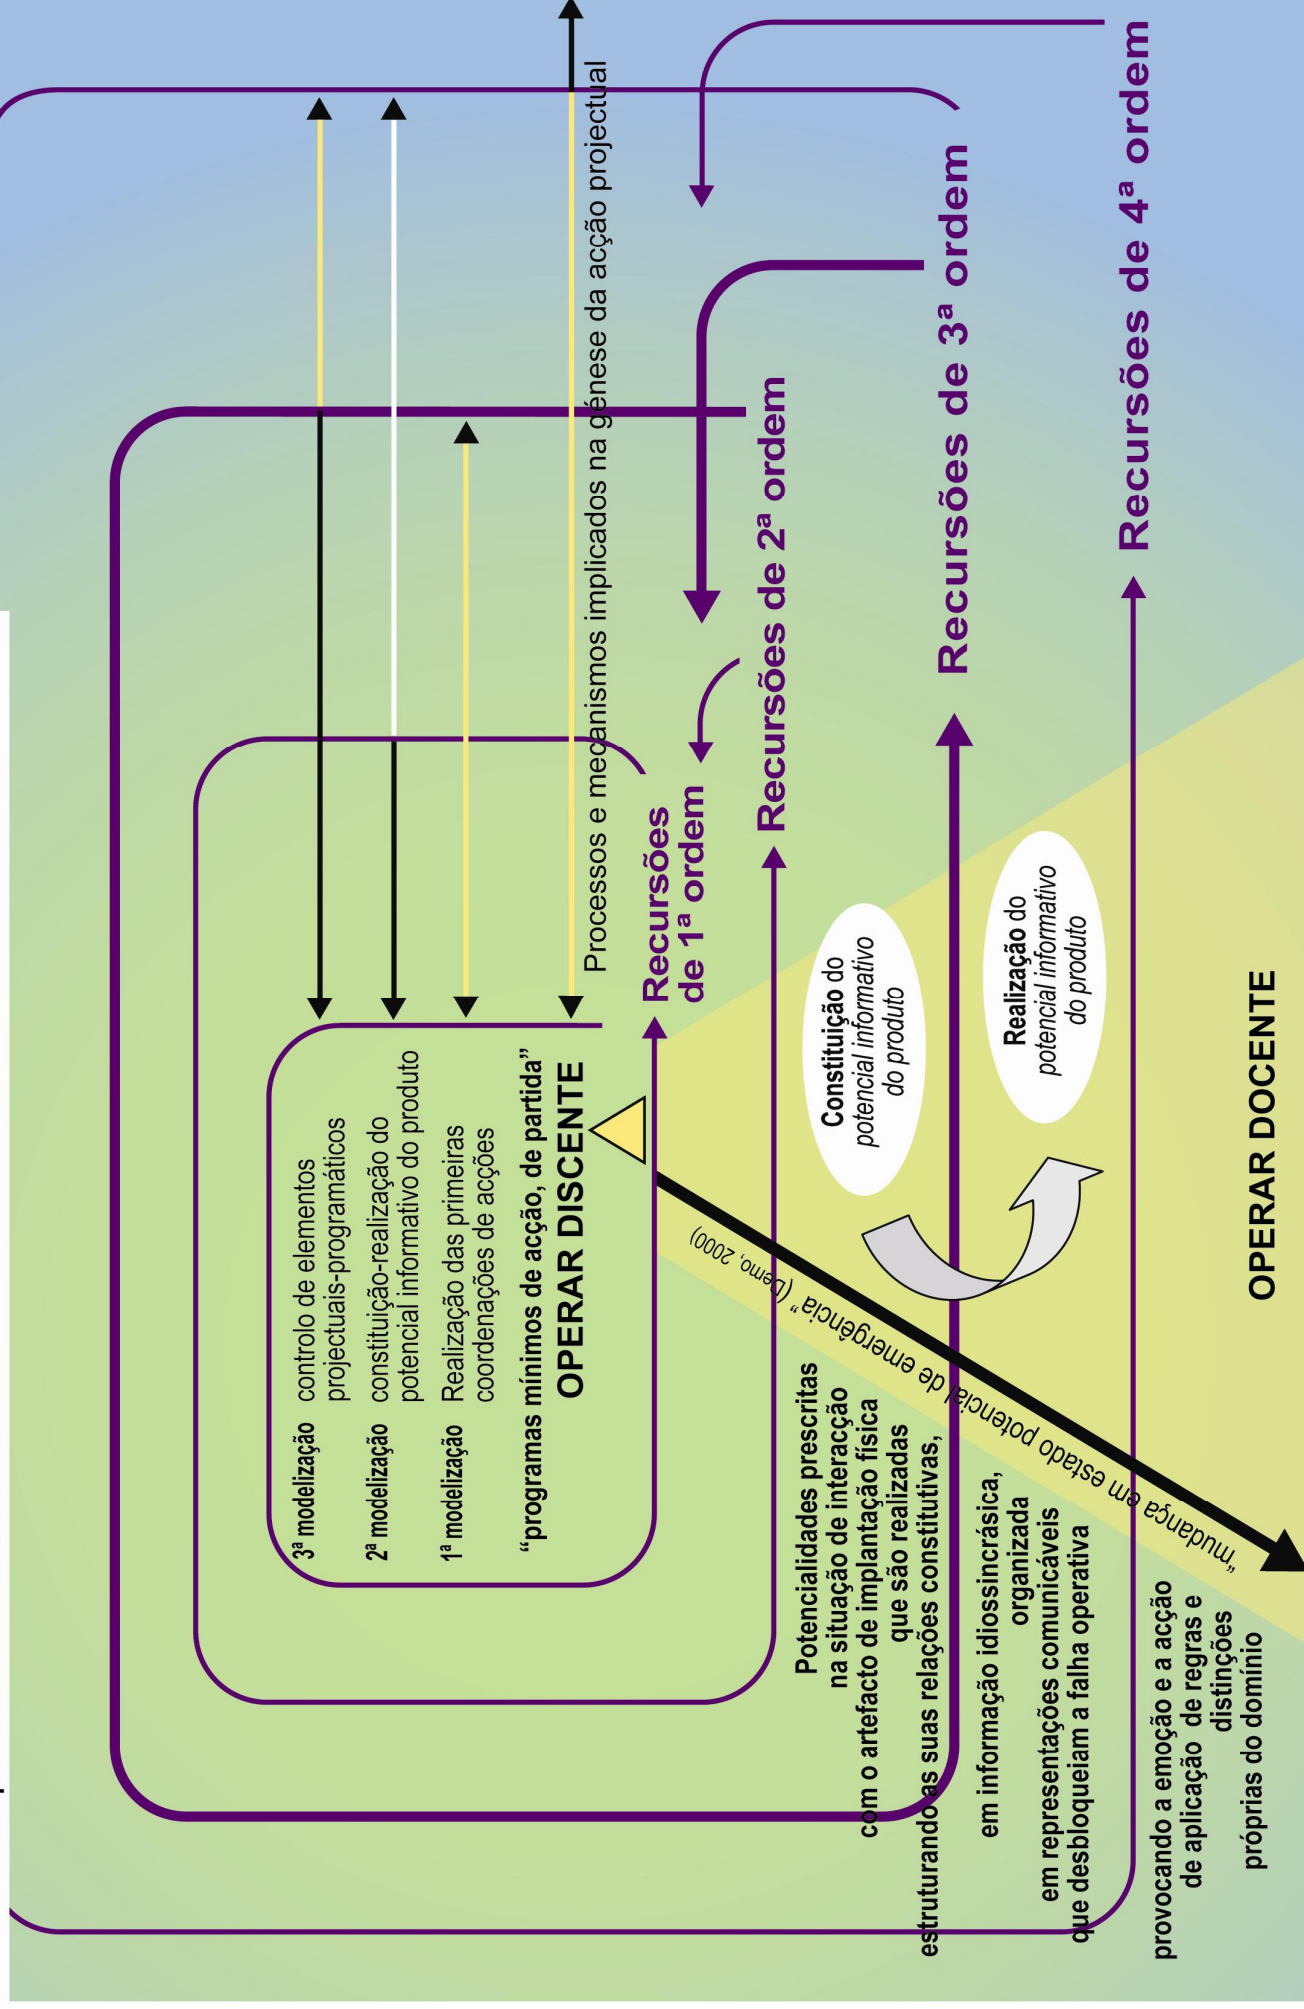 3ª modelização controlo de elementos
projectuais-programáticos
2ª modelização constituição-realização do
potencial informativo do produto
1ª modelização Realização das primeiras
coordenações de acções
“programas mínimos de acção, de partida”
OPERAR DISCENTE
Processos e mecanismos implicados na génese da acção projectual
Recursões
de 1ª ordem
Recursões de 2ª ordem
Recursões de 3ª ordem
Recursões de 4ª ordem
Constituição do
potencial informativo
do produto
Realização do
potencial informativo
do produto
“mudança em estado potencial de emergência” (Demo, 2000)
Potencialidades prescritas
na situação de interacção
com o artefacto de implantação física
que são realizadas
estruturando as suas relações constitutivas,
em informação idiossincrásica,
organizada
em representações comunicáveis
que desbloqueiam a falha operativa
provocando a emoção e a acção
de aplicação de regras e
distinções
próprias do domínio
OPERAR DOCENTE